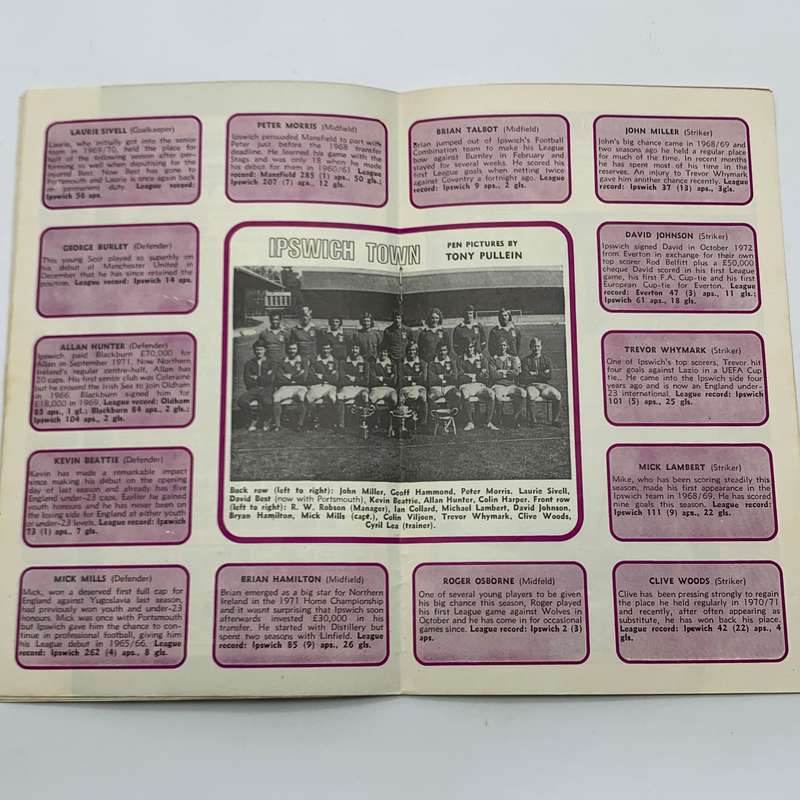 LAURIE SIVELL (Goalkeeper)
Laurie, who initially got into the senior
team in 1969/70, held the place for
half of the following season after per-
forming so well when deputising for the
injured Best. Now Best has gone to
Portsmouth and Laurie is once again back
in permanent duty. League record:
Ipswich 56 aps.
PETER MORRIS (Midfield)
Ipswich persuaded Mansfield to part with
Peter just before the 1968 transfer
deadline. He learned his game with the
Stags and was only 18 when he made
his debut for them in 1960/61 League
record: Mansfield 285 (1) aps., 50 gls.;
Ipswich 207 (7) aps., 12 gls.
BRIAN TALBOT (Midfield)
Brian jumped out of Ipswich's Football
Combination team to make his League
bow against Burnley in February and
stayed for several weeks. He scored his
first League goals when netting twice
against Coventry a fortnight ago. League
record: Ipswich 9 aps., 2 gls.
JOHN MILLER (Striker)
John's big chance came in 1968/69 and
two seasons ago he held a regular place
for much of the time. In recent months
he has spent most of his time in the
reserves. An injury to Trevor Whymark
gave him another chance recently. League
record: Ipswich 37 (13) aps., 3gls.
GEORGE BURLEY (Defender)
This young Scot played so superbly on
his debut at Manchester United in
December that he has since retained the
position. League record: Ipswich 14 aps.
IPSWICH TOWN
PEN PICTURES BY
TONY PULLEIN
DAVID JOHNSON (Striker)
Ipswich signed David in October 1972
from Everton in exchange for their own
top scorer Rod Belfitt plus a £50,000
cheque David scored in his first League
game, his first F.A. Cup-tie and his first
European Cup-tie for Everton. League
record: Everton 47 (3) aps., 11 gls.;
Ipswich 61 aps., 18 gls.
ALLAN HUNTER (Defender)
Ipswich paid Blackburn £70,000 for
Allan in September 1971. Now Northern
Ireland's regular centre-half, Allan has
20 caps. His first senior club was Coleraine
but he crossed the Irish Sea to join Oldham
in 1966. Blackburn signed him for
£18,000 in 1969. League record: Oldham
83 aps., 1 gl.; Blackburn 84 aps., 2 gls.;
Ipswich 104 aps., 2 gls.
TREVOR WHYMARK (Striker)
One of Ipswich's top scorers, Trevor hit
four goals against Lazio in a UEFA Cup
tie.. He came into the Ipswich side four
years ago and is now an England under-
23 international. League record: Ipswich
101 (5) aps., 25 gls.
KEVIN BEATTIE (Defender)
Kevin has made a remarkable impact
since making his debut on the opening
day of last season and already has five
England under-23 caps. Earlier he gained
youth honours and he has never been on
the losing side for England at either youth
or under-23 levels. League record: Ipswich
73 (1) aps., 7 gls.
MICK LAMBERT (Striker)
Mike, who has been scoring steadily this
season, made his first appearance in the
Ipswich team in 1968/69. He has scored
nine goals this season. League record:
Ipswich 111 (9) aps., 22 gls.
Back row (left to right): John Miller, Geoff Hammond, Peter Morris, Laurie Sivell,
David Best (now with Portsmouth), Kevin Beattie, Allan Hunter, Colin Harper. Front row
(left to right): R. W. Robson (Manager), Ian Collard, Michael Lambert, David Johnson,
Bryan Hamilton, Mick Mills (capt.), Colin Viljoen, Trevor Whymark, Clive Woods,
Cyril Lea (trainer).
MICK MILLS (Defender)
Mick, won a deserved first full cap for
England against Yugoslavia last season,
had previously won youth and under-23
honours. Mick was once with Portsmouth
but Ipswich gave him the chance to con-
tinue in professional football, giving him
his League debut in 1965/66. League
record: Ipswich 262 (4) aps., 8 gls.
BRIAN HAMILTON (Midfield)
Brian emerged as a big star for Northern
Ireland in the 1971 Home Championship
and it wasnt surprising that Ipswich soon
afterwards invested £30,000 in his
transfer. He started with Distillery but
spent two seasons with Linfield. League
record: Ipswich 85 (9) aps., 26 gls.
ROGER OSBORNE (Midfeld)
One of several young players to be given
his big chance this season, Roger played
his first League game against Wolves in
October and he has come in for occasional
games since. League record: Ipswich 2 (3)
aps.
CLIVE WOODS (Striker)
Clive has been pressing strongly to regain
the place he held regularly in 1970/71
and recently, after often appearing as
substitute, he has won back his place.
League record: Ipswich 42 (22) aps., 4
gls.